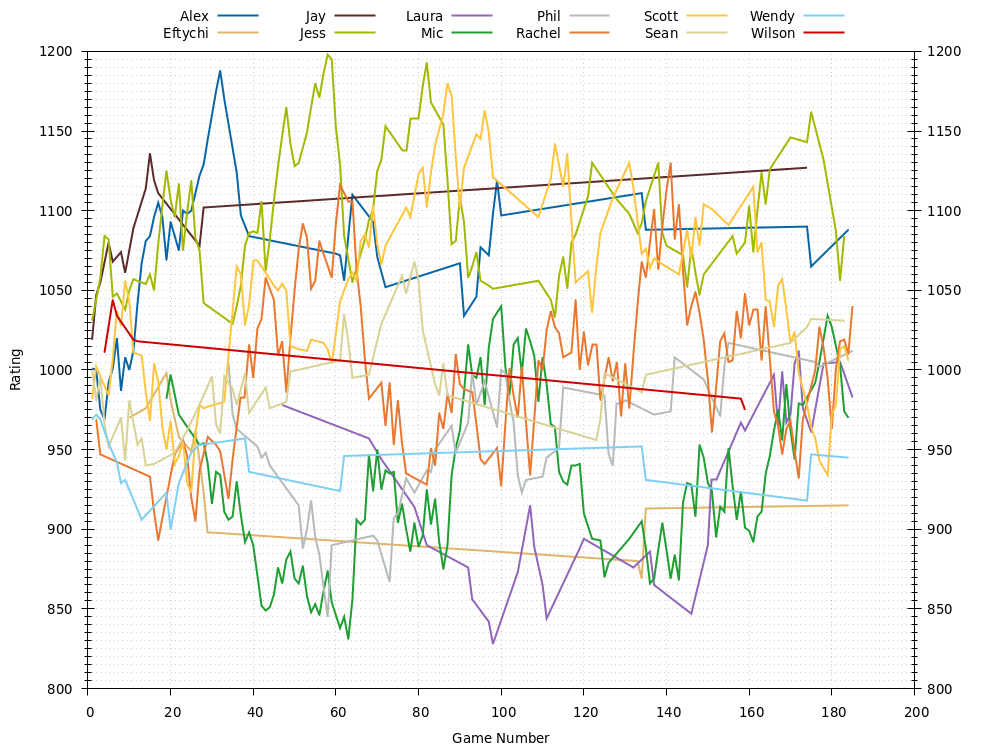 Alex Jay Laura Phil Scott Wendy
Eftychi Jess Mic Rachel Sean Wilson
1200 1200
1150 1150
1100 1100
1050 1050
1000 1000
950 950
900 900
850 850
800 800
Rating
0 20 40 60 80 100 120 140 160 180 200
Game Number